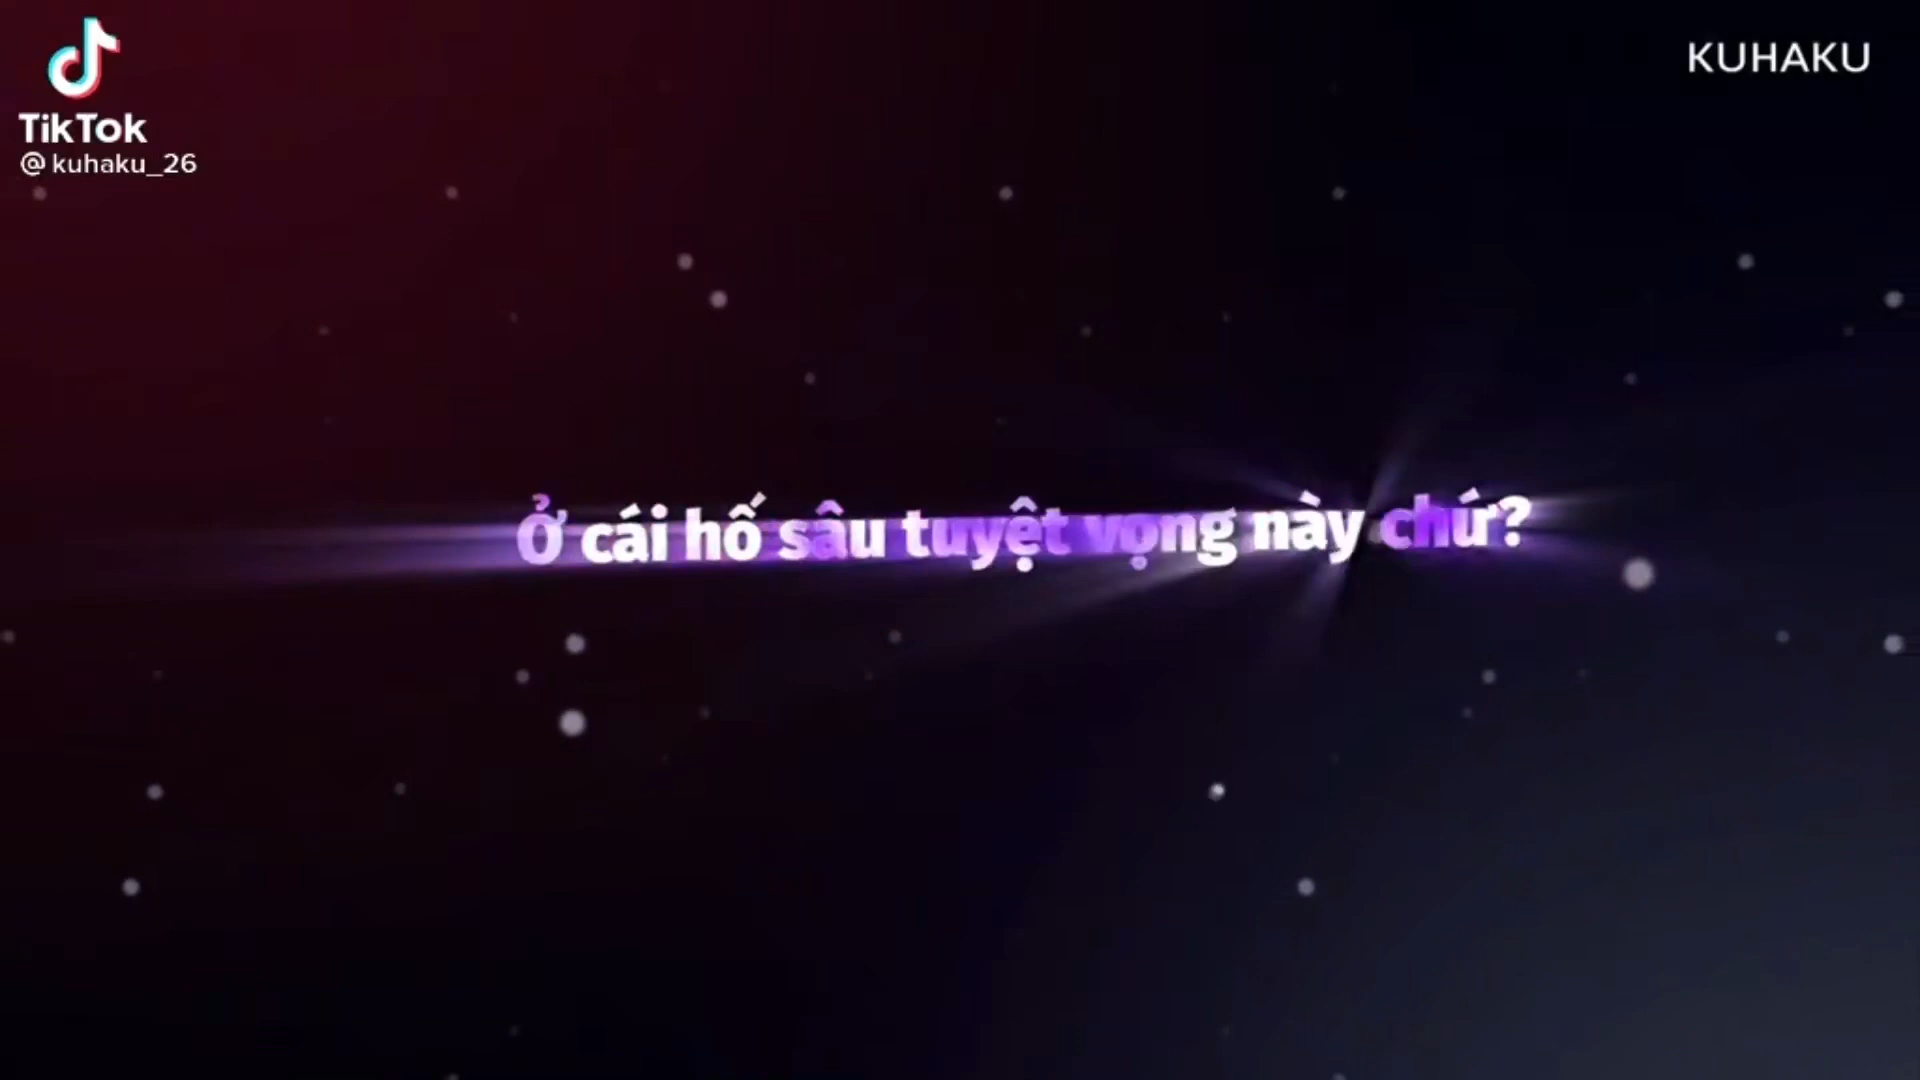 TikTok
@kuhaku_26
KUHAKU
Ở cái hố sâu tuyệt vọng này chứ?